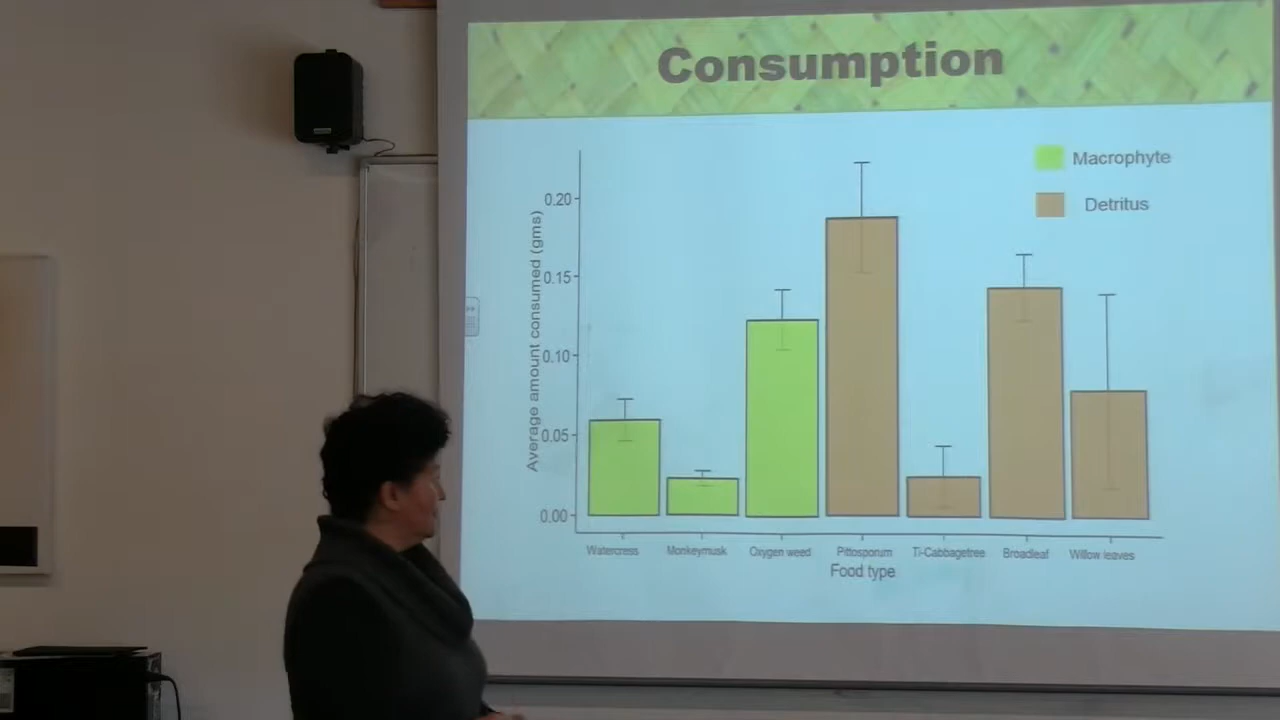 Consumption
Macrophyte
Detritus
Average amount consumed (gms)
0.20
0.15
0.10
0.05
0.00
Watercress Monkeymusk Oxygen weed Pittosporum Ti-Cabbagetree Broadleaf Willow leaves
Food type